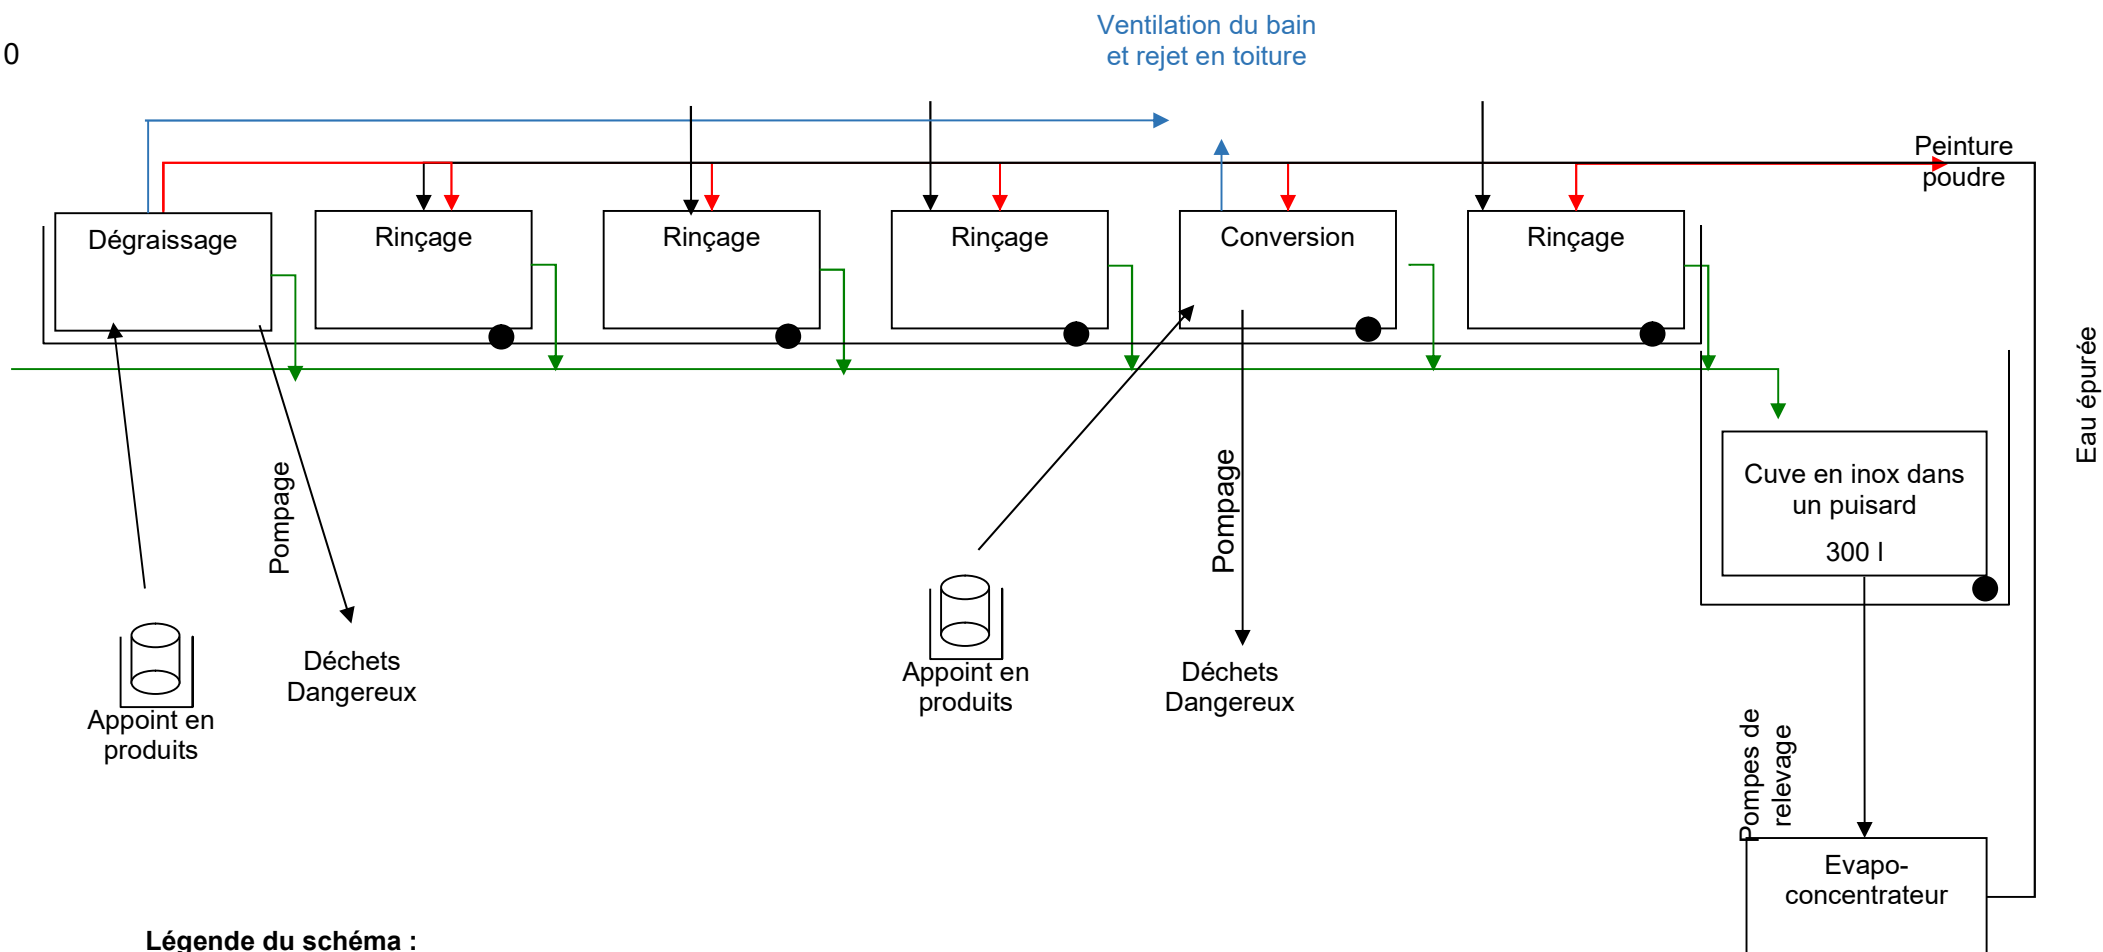 Ventilation du bain
et rejet en toiture
0
Peinture
poudre
Dégraissage
Rinçage
Rinçage
Rinçage
Conversion
Rinçage
Eau épurée
Pompage
Pompage
Cuve en inox dans
un puisard
300 l
Déchets
Dangereux
Appoint en
produits
Appoint en
produits
Déchets
Dangereux
Pompes de
relevage
Evapo-
concentrateur
Légende du schéma :